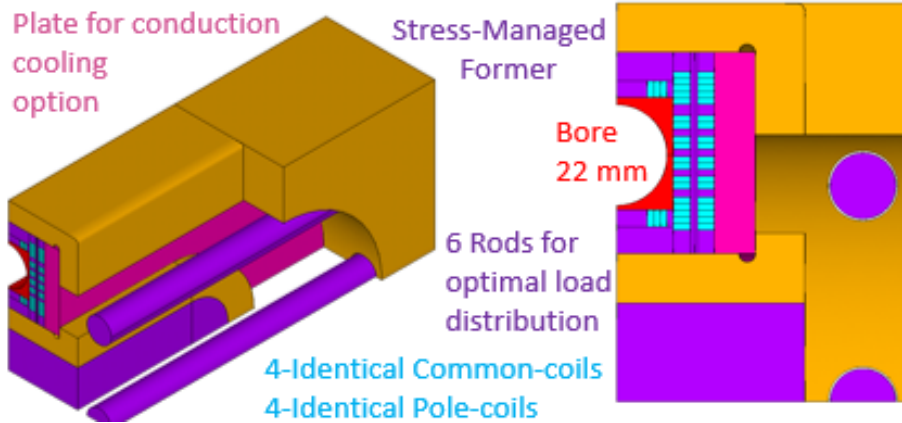 Plate for conduction
cooling
option
Stress-Managed
Former
Bore
22 mm
6 Rods for
optimal load
distribution
4-Identical Common-coils
4-Identical Pole-coils